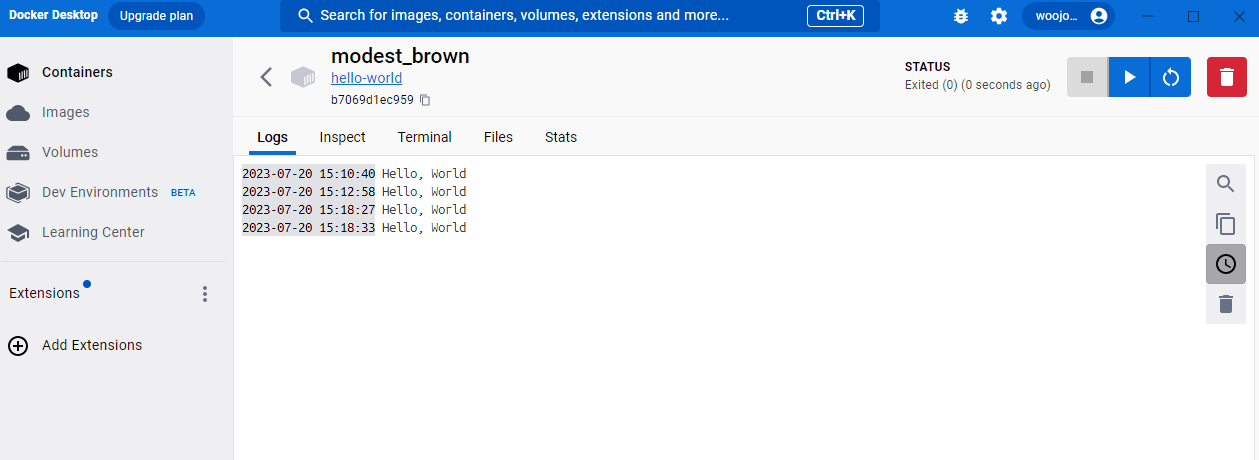 Docker Desktop Upgrade plan Search for images, containers, volumes, extensions and more... Ctrl+K woojo...
Containers
Images
Volumes
Dev Environments BETA
Learning Center
Extensions
Add Extensions
modest_brown
hello-world
b7069d1ec959
STATUS
Exited (0) (0 seconds ago)
Logs Inspect Terminal Files Stats
2023-07-20 15:10:40 Hello, World
2023-07-20 15:12:58 Hello, World
2023-07-20 15:18:27 Hello, World
2023-07-20 15:18:33 Hello, World